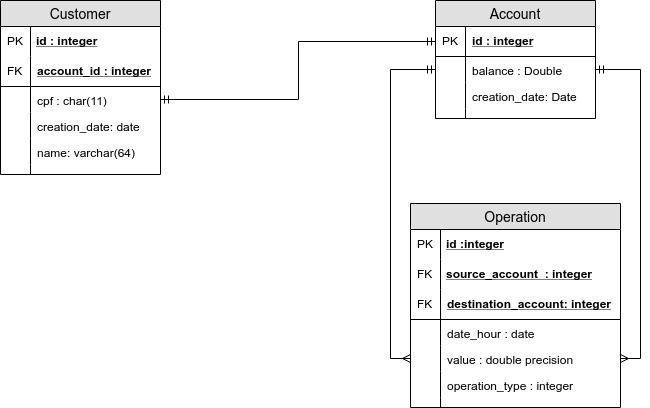 Customer
PK id : integer
FK account_id : integer
cpf : char(11)
creation_date: date
name: varchar(64)
Account
PK id : integer
balance : Double
creation_date: Date
Operation
PK id :integer
FK source_account : integer
FK destination_account: integer
date_hour : date
value : double precision
operation_type : integer